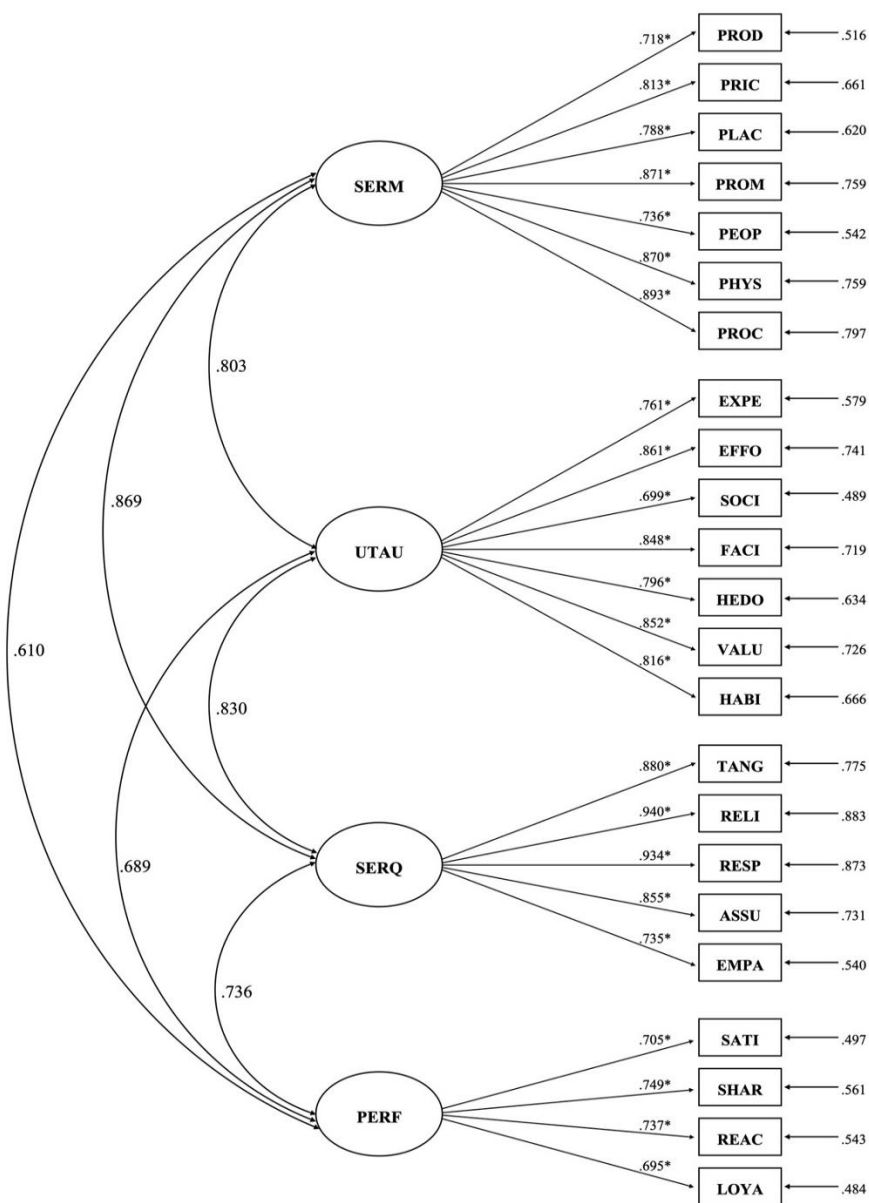 .718* PROD .516
.813* PRIC .661
.788* PLAC .620
SERM .871* PROM .759
.736* PEOP .542
.870* PHYS .759
.893* PROC .797
.803
.761* EXPE .579
.861* EFFO .741
.869 .699* SOCI .489
UTAU .848* FACI .719
.796* HEDO .634
.610 .852* VALU .726
.816* HABI .666
.830
.880* TANG .775
.940* RELI .883
.689 SERQ .934* RESP .873
.855* ASSU .731
.735* EMPA .540
.736
.705* SATI .497
.749* SHAR .561
PERF .737* REAC .543
.695* LOYA .484